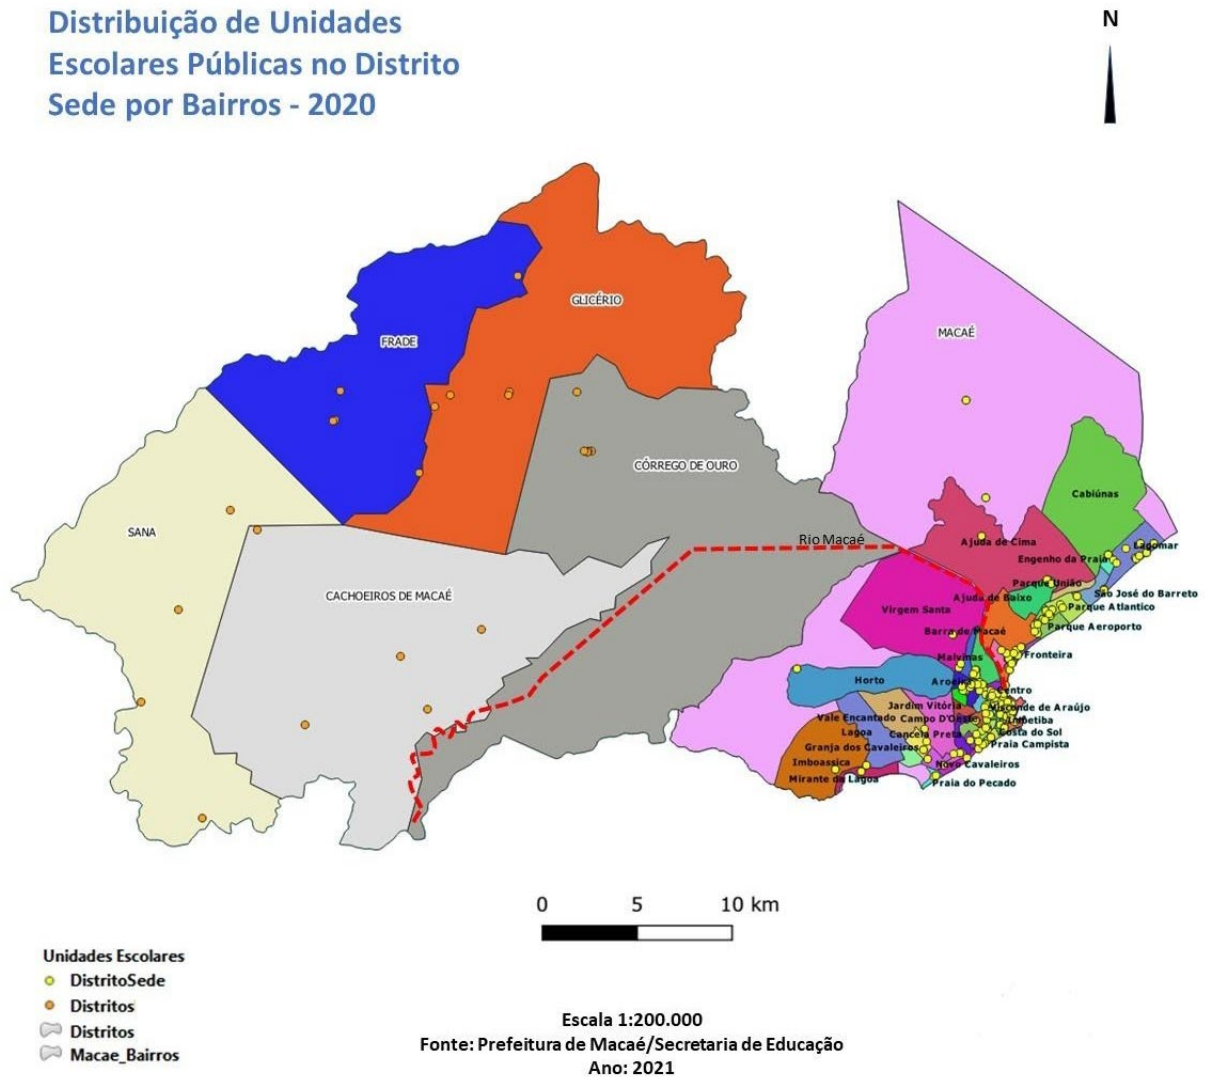 Distribuição de Unidades
Escolares Públicas no Distrito
Sede por Bairros - 2020
N
GLICÉRIO
FRADE
MACAÉ
CÓRREGO DE OURO
Cabiúnas
SANA
Rio Macaé
Ajuda de Cima
Lagomar
Engenho da Praia
Parque União
CACHOEIROS DE MACAÉ
Ajuda de Baixo
São José do Barreto
Virgem Santa
Parque Atlantico
Barra de Macaé
Parque Aeroporto
Malvinas
Fronteira
Horto
Aroeira
Centro
Jardim Vitória
Visconde de Araújo
Vale Encantado
Campo D'Oeste
Imbetiba
Lagoa
Cancela Preta
Costa do Sol
Granja dos Cavaleiros
Praia Campista
Imboassica
Novo Cavaleiros
Mirante da Lagoa
Praia do Pecado
0 5 10 km
Unidades Escolares
DistritoSede
Distritos
Distritos
Macae_Bairros
Escala 1:200.000
Fonte: Prefeitura de Macaé/Secretaria de Educação
Ano: 2021